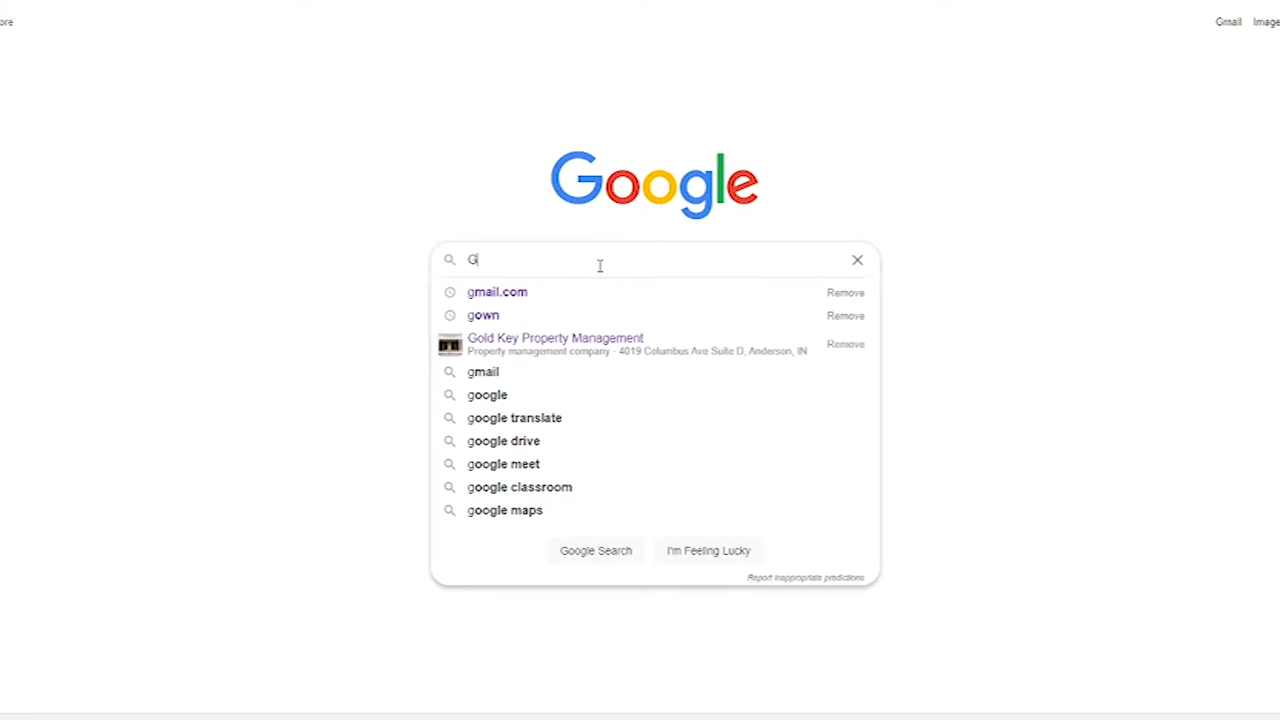 ore
Gmail Image
Google
G
gmail.com Remove
gown Remove
Gold Key Property Management
Property management company · 4019 Columbus Ave Suite D, Anderson, IN Remove
gmail
google
google translate
google drive
google meet
google classroom
google maps
Google Search I'm Feeling Lucky
Report inappropriate predictions